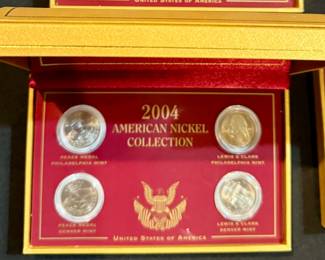 UNITED STATES OF AMERICA
2004
AMERICAN NICKEL
COLLECTION
PEACE MEDAL
PHILADELPHIA MINT
LEWIS & CLARK
PHILADELPHIA MINT
PEACE MEDAL
DENVER MINT
LEWIS & CLARK
DENVER MINT
UNITED STATES OF AMERICA